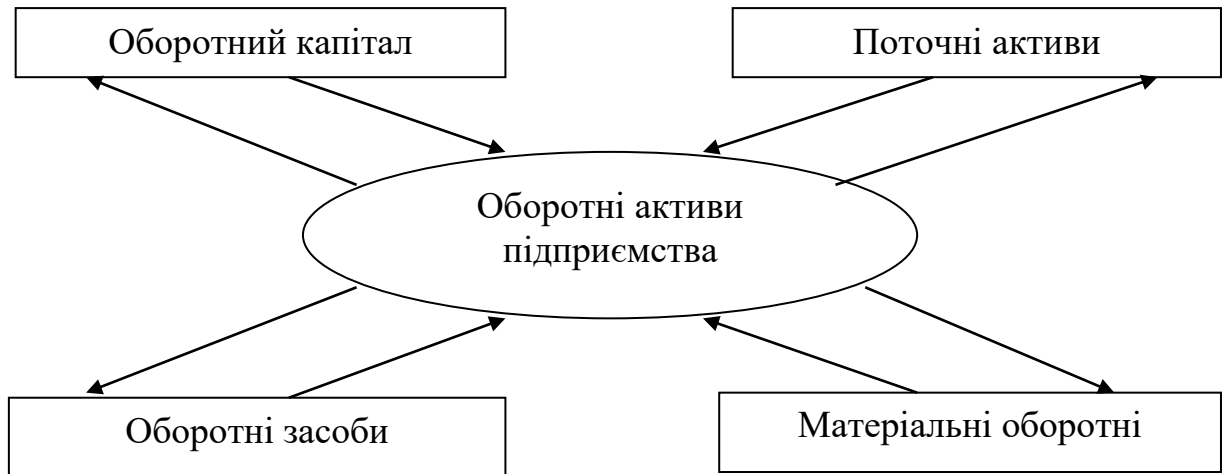 Оборотний капітал
Поточні активи
Оборотні активи
підприємства
Оборотні засоби
Матеріальні оборотні